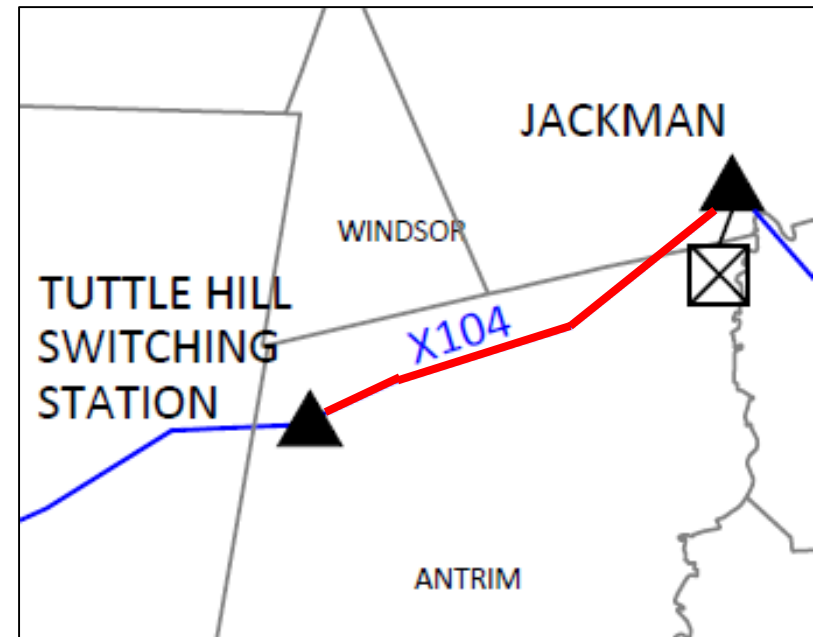 JACKMAN
WINDSOR
TUTTLE HILL
SWITCHING
STATION
X104
ANTRIM